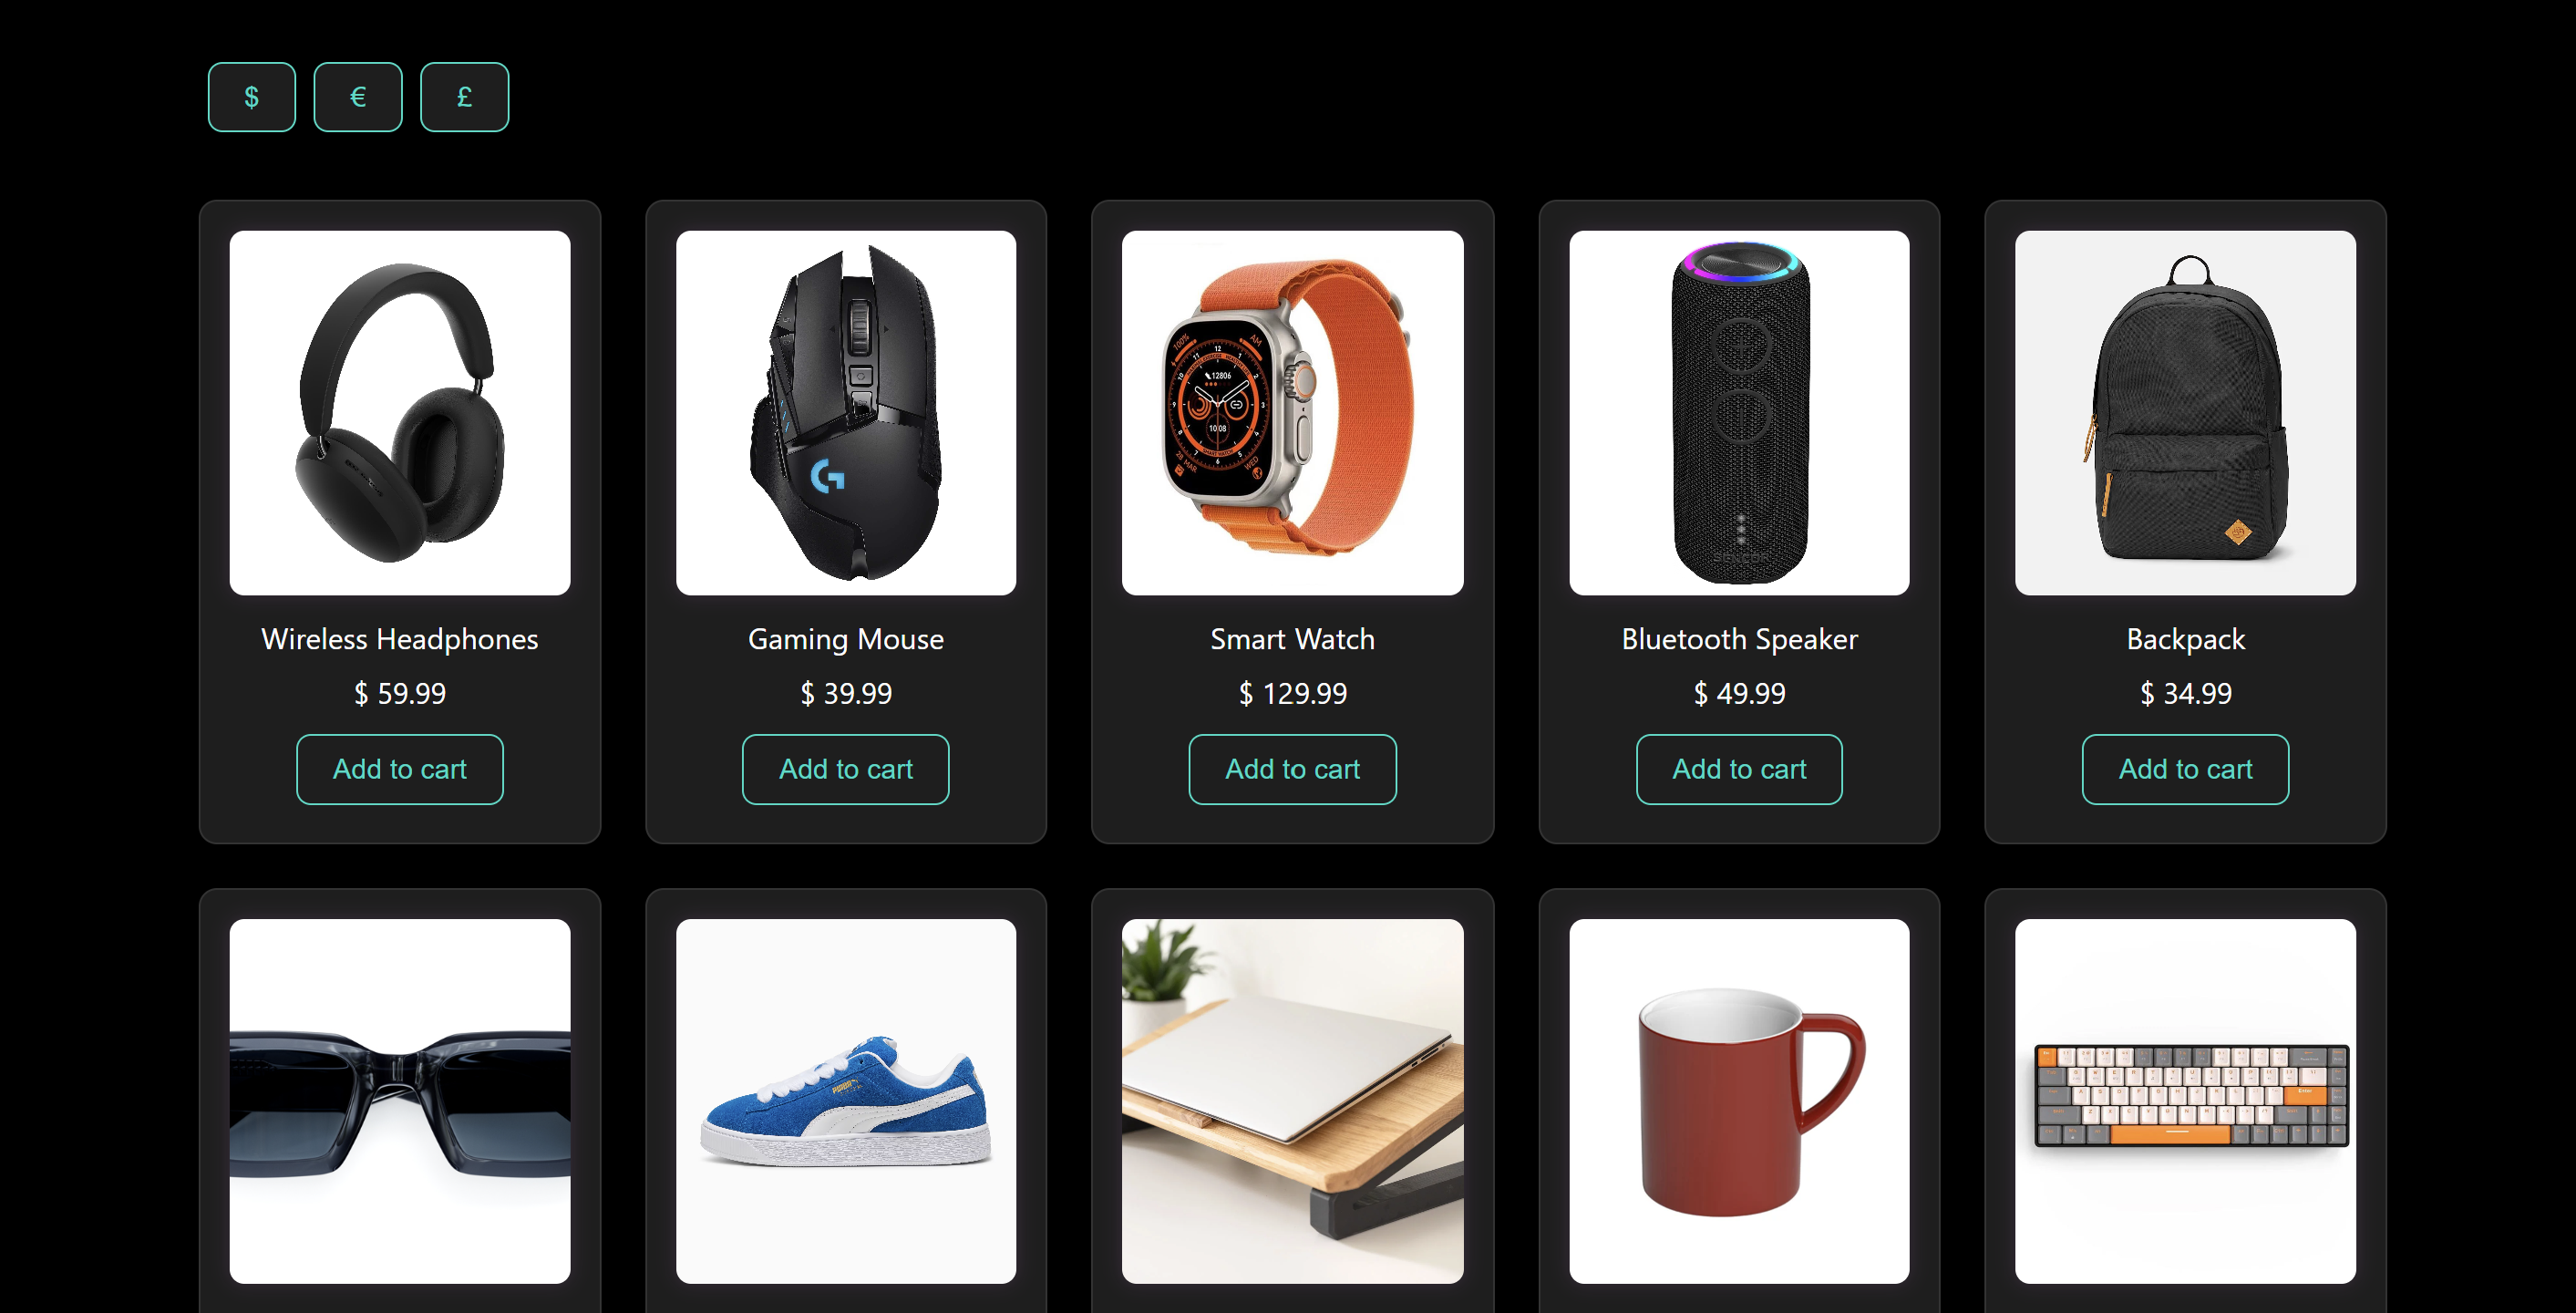 $ € £
Wireless Headphones
$ 59.99
Add to cart
Gaming Mouse
$ 39.99
Add to cart
Smart Watch
$ 129.99
Add to cart
Bluetooth Speaker
$ 49.99
Add to cart
Backpack
$ 34.99
Add to cart